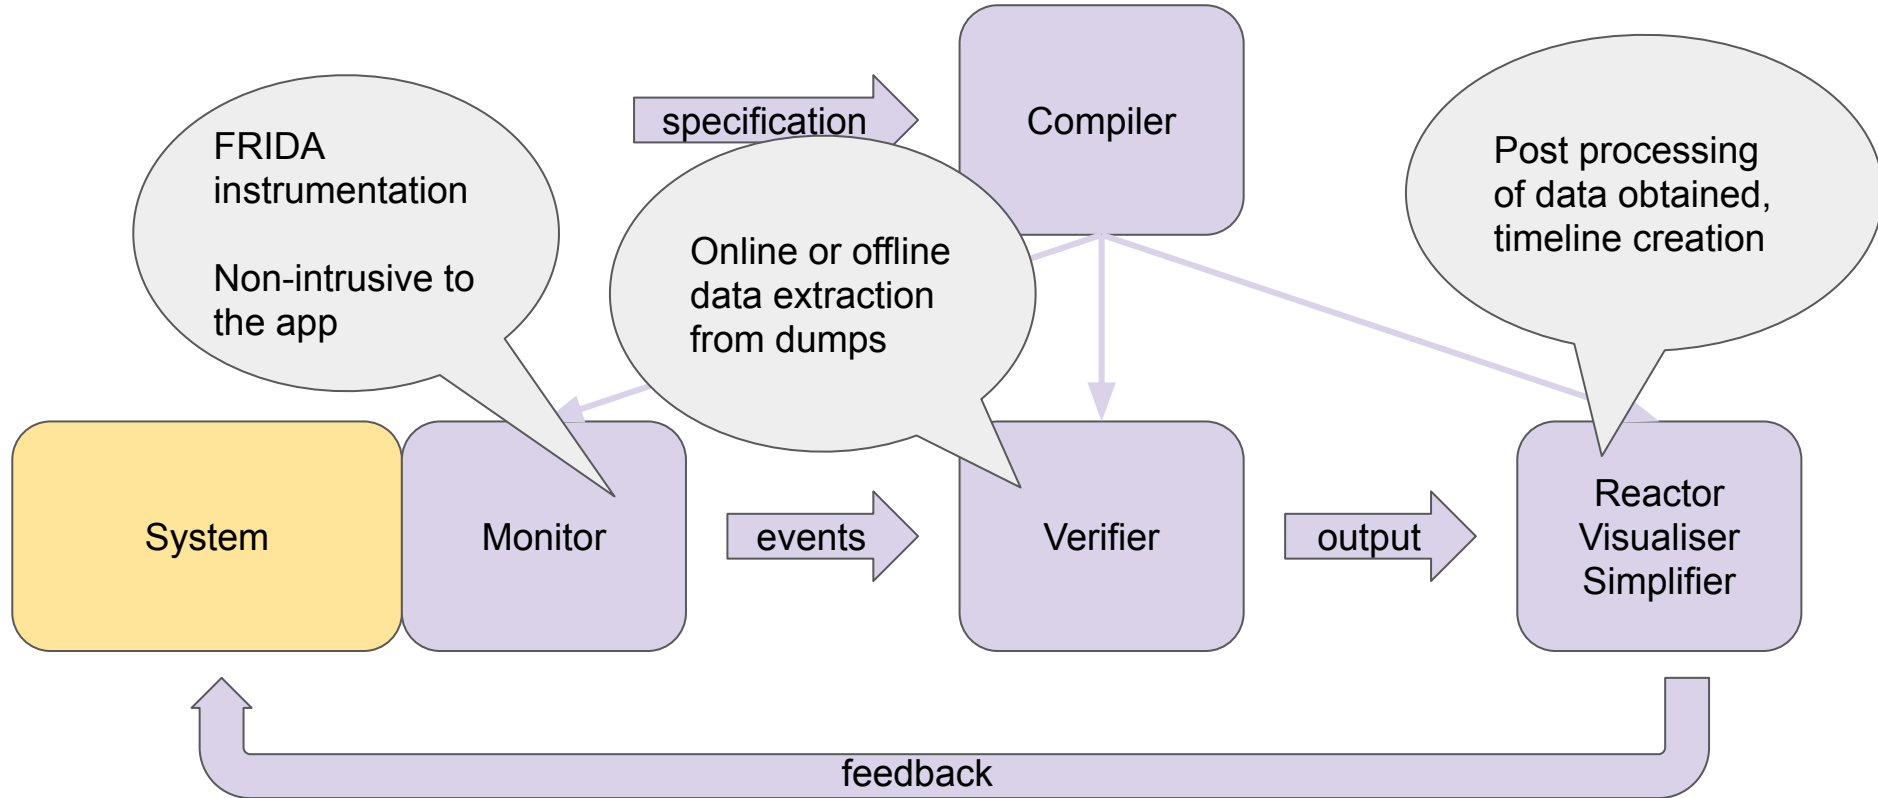 specification
Compiler
FRIDA
instrumentation
Non-intrusive to
the app
Online or offline
data extraction
from dumps
Post processing
of data obtained,
timeline creation
System
Monitor
events
Verifier
output
Reactor
Visualiser
Simplifier
feedback